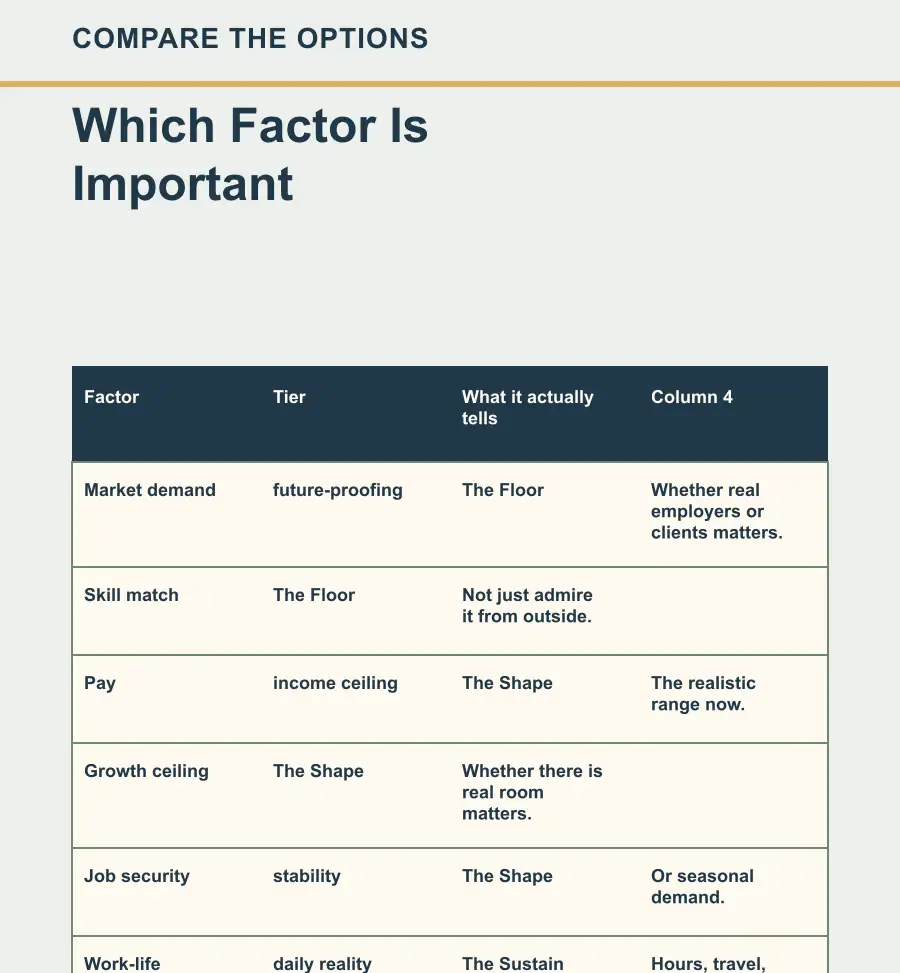 COMPARE THE OPTIONS
Which Factor Is
Important
Factor
Tier
What it actually
tells
Column 4
Market demand
future-proofing
The Floor
Whether real
employers or
clients matters.
Skill match
The Floor
Not just admire
it from outside.
Pay
income ceiling
The Shape
The realistic
range now.
Growth ceiling
The Shape
Whether there is
real room
matters.
Job security
stability
The Shape
Or seasonal
demand.
Work-life
daily reality
The Sustain
Hours, travel,